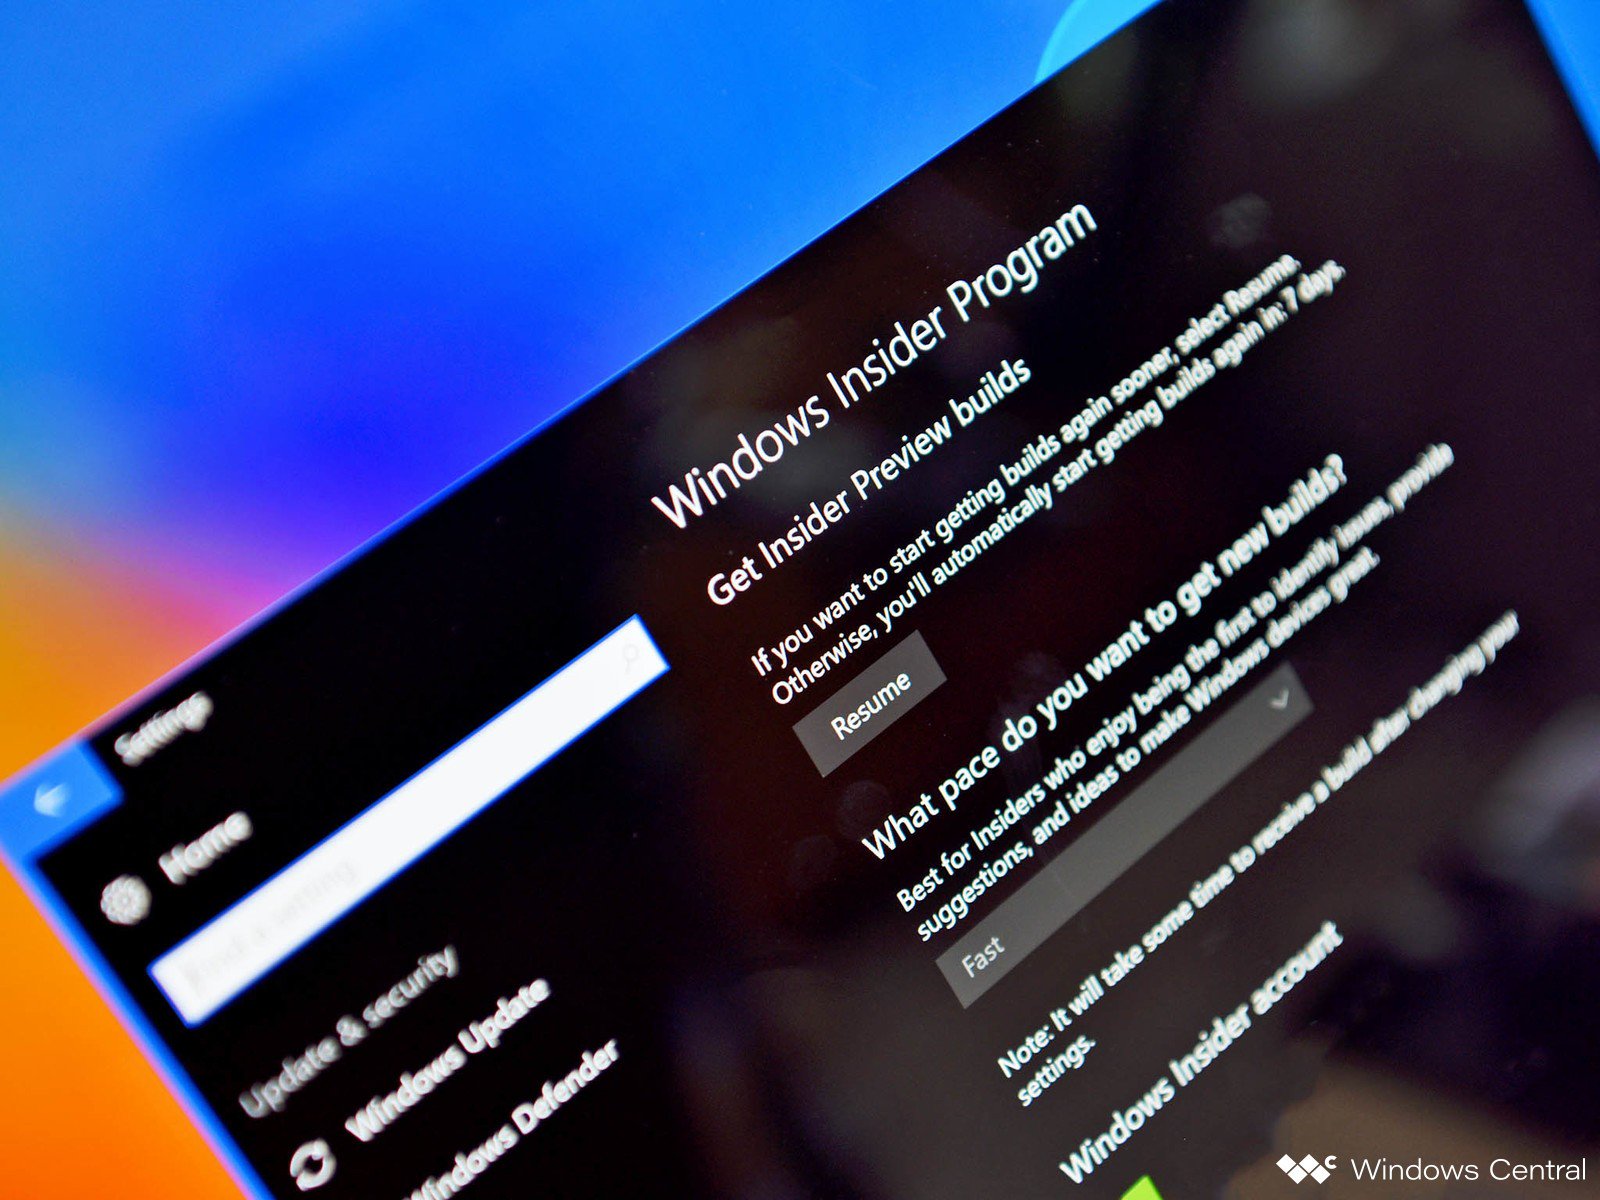 Settings
Home
Find a setting
Update & security
Windows Update
Windows Defender
Windows Insider Program
Get Insider Preview builds
If you want to start getting builds again sooner, select Resume.
Otherwise, you'll automatically start getting builds again in: 7 days.
Resume
What pace do you want to get new builds?
Best for Insiders who enjoy being the first to identify issues, provide
suggestions, and ideas to make Windows devices great.
Fast
Note: It will take some time to receive a build after changing your
settings.
Windows Insider account
Windows Central